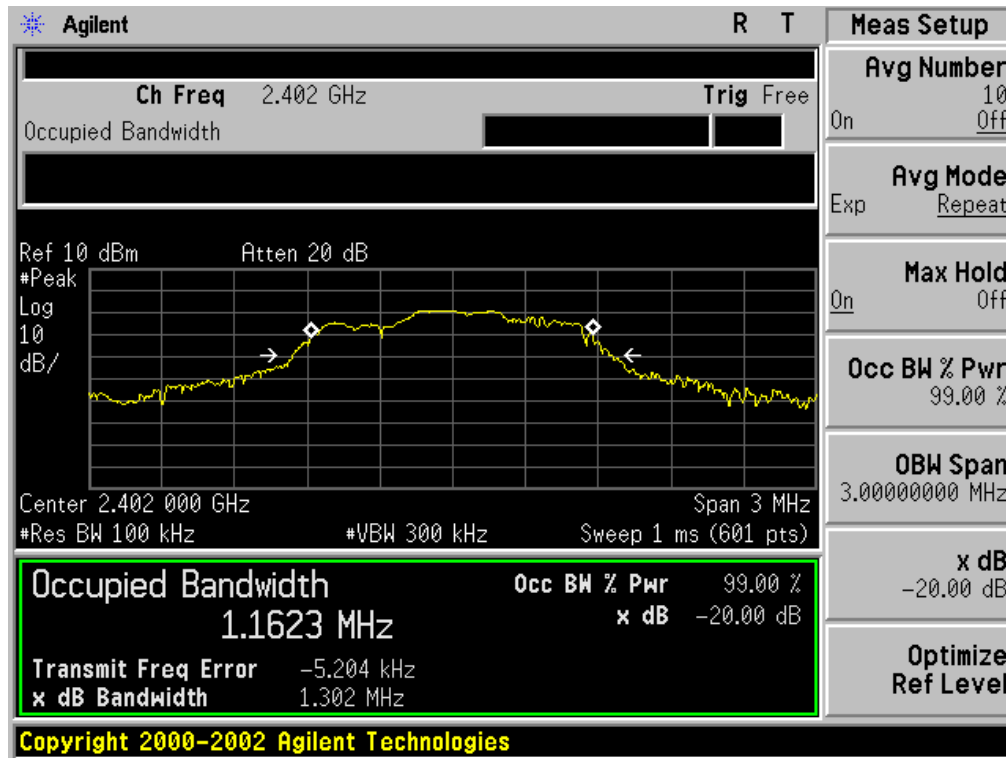 Agilent R T
Ch Freq 2.402 GHz Trig Free
Occupied Bandwidth
Ref 10 dBm Atten 20 dB
#Peak
Log
10
dB/
Center 2.402 000 GHz Span 3 MHz
#Res BW 100 kHz #VBW 300 kHz Sweep 1 ms (601 pts)
Occupied Bandwidth Occ BW % Pwr 99.00 %
1.1623 MHz x dB -20.00 dB
Transmit Freq Error -5.204 kHz
x dB Bandwidth 1.302 MHz
Copyright 2000-2002 Agilent Technologies
Meas Setup
Avg Number
10
On Off
Avg Mode
Exp Repeat
Max Hold
On Off
Occ BW % Pwr
99.00 %
OBW Span
3.00000000 MHz
x dB
-20.00 dB
Optimize
Ref Level